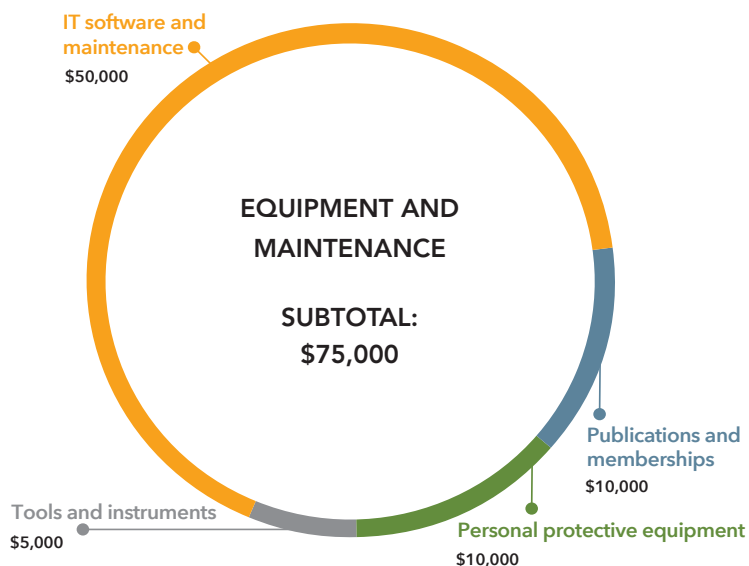 IT software and
maintenance
$50,000
EQUIPMENT AND
MAINTENANCE
SUBTOTAL:
$75,000
Publications and
memberships
$10,000
Tools and instruments
$5,000
Personal protective equipment
$10,000